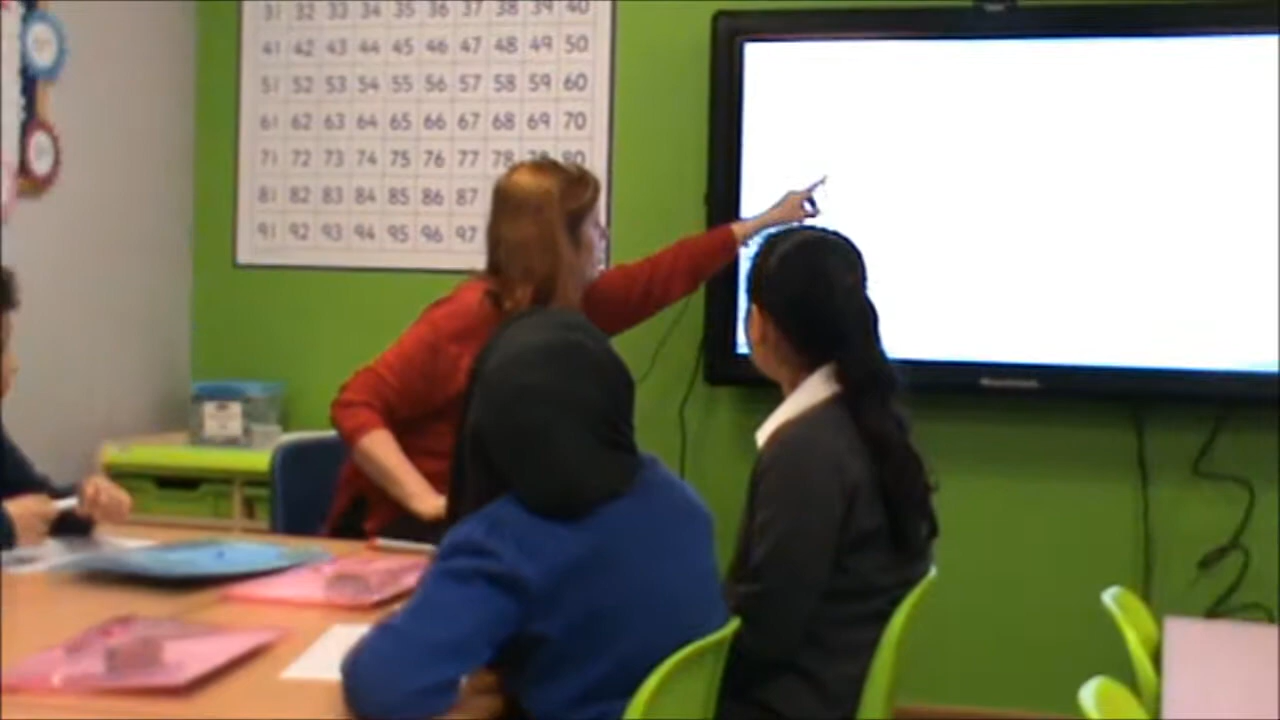 31 32 33 34 35 36 37 38 39 40
41 42 43 44 45 46 47 48 49 50
51 52 53 54 55 56 57 58 59 60
61 62 63 64 65 66 67 68 69 70
71 72 73 74 75 76 77 78 79 80
81 82 83 84 85 86 87
91 92 93 94 95 96 97